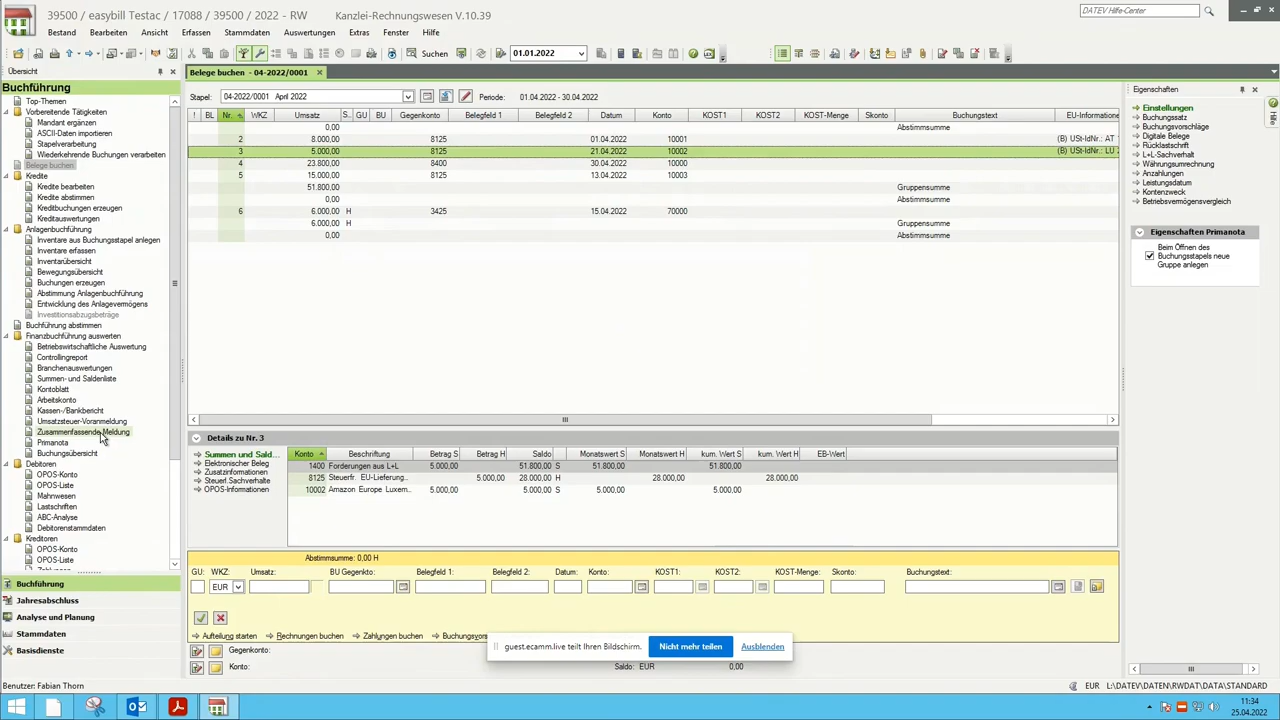 39500 / easybill Testac / 17088 / 39500 / 2022 - RW Kanzlei-Rechnungswesen V.10.39 DATEV Hilfe-Center
Bestand Bearbeiten Ansicht Erfassen Stammdaten Auswertungen Extras Fenster Hilfe
Suchen 01.01.2022
Übersicht
Buchführung
Top-Themen
Vorbereitende Tätigkeiten
Mandant ergänzen
ASCII-Daten importieren
Stapelverarbeitung
Wiederkehrende Buchungen verarbeiten
Belege buchen
Kredite
Kredite bearbeiten
Kredite abstimmen
Kreditbuchungen erzeugen
Kreditauswertungen
Anlagenbuchführung
Inventare aus Buchungsstapel anlegen
Inventare erfassen
Inventarübersicht
Bewegungsübersicht
Buchungen erzeugen
Abstimmung Anlagenbuchführung
Entwicklung des Anlagevermögens
Investitionsabzugsbeträge
Buchführung abstimmen
Finanzbuchführung auswerten
Betriebswirtschaftliche Auswertung
Controllingreport
Branchenauswertungen
Summen- und Saldenliste
Kontoblatt
Arbeitskonto
Kassen-/Bankbericht
Umsatzsteuer-Voranmeldung
Zusammenfassende Meldung
Primanota
Buchungsübersicht
Debitoren
OPOS-Konto
OPOS-Liste
Mahnwesen
Lastschriften
ABC-Analyse
Debitorenstammdaten
Kreditoren
OPOS-Konto
OPOS-Liste
Buchführung
Jahresabschluss
Analyse und Planung
Stammdaten
Basisdienste
Benutzer: Fabian Thorn
Belege buchen - 04-2022/0001
Stapel: 04-2022/0001 April 2022 Periode: 01.04.2022 - 30.04.2022
! BL Nr. WKZ Umsatz S.. GU BU Gegenkonto Belegfeld 1 Belegfeld 2 Datum Konto KOST1 KOST2 KOST-Menge Skonto Buchungstext EU-Informatione
0,00 Abstimmsumme
2 8.000,00 8125 01.04.2022 10001 (B) USt-IdNr.: AT 1
3 5.000,00 8125 21.04.2022 10002 (B) USt-IdNr.: LU 2
4 23.800,00 8400 30.04.2022 10000
5 15.000,00 8125 13.04.2022 10003
51.800,00 Gruppensumme
0,00 Abstimmsumme
6 6.000,00 H 3425 15.04.2022 70000
6.000,00 H Gruppensumme
0,00 Abstimmsumme
Details zu Nr. 3
Summen und Sald...
Elektronischer Beleg
Zusatzinformationen
Steuerf. Sachverhalte
OPOS-Informationen
Konto Beschriftung Betrag S Betrag H Saldo Monatswert S Monatswert H kum. Wert S kum. Wert H EB-Wert
1400 Forderungen aus L+L 5.000,00 51.800,00 S 51.800,00 51.800,00
8125 Steuerfr. EU-Lieferung... 5.000,00 28.000,00 H 28.000,00 28.000,00
10002 Amazon Europe Luxem... 5.000,00 5.000,00 S 5.000,00 5.000,00
Abstimmsumme: 0,00 H
GU: WKZ: Umsatz: BU Gegenkto: Belegfeld 1: Belegfeld 2: Datum: Konto: KOST1: KOST2: KOST-Menge: Skonto: Buchungstext:
EUR
Aufteilung starten Rechnungen buchen Zahlungen buchen Buchungsvors
guest.ecamm.live teilt Ihren Bildschirm. Nicht mehr teilen Ausblenden
Gegenkonto:
Konto: Saldo: EUR 0,00
Eigenschaften
Einstellungen
Buchungssatz
Buchungsvorschläge
Digitale Belege
Rücklastschrift
L+L-Sachverhalt
Währungsumrechnung
Anzahlungen
Leistungsdatum
Kontenzweck
Betriebsvermögensvergleich
Eigenschaften Primanota
Beim Öffnen des
Buchungsstapels neue
Gruppe anlegen
Hilfe
EUR L:\DATEV\DATEN\RWDAT\DATA\STANDARD
11:34
25.04.2022